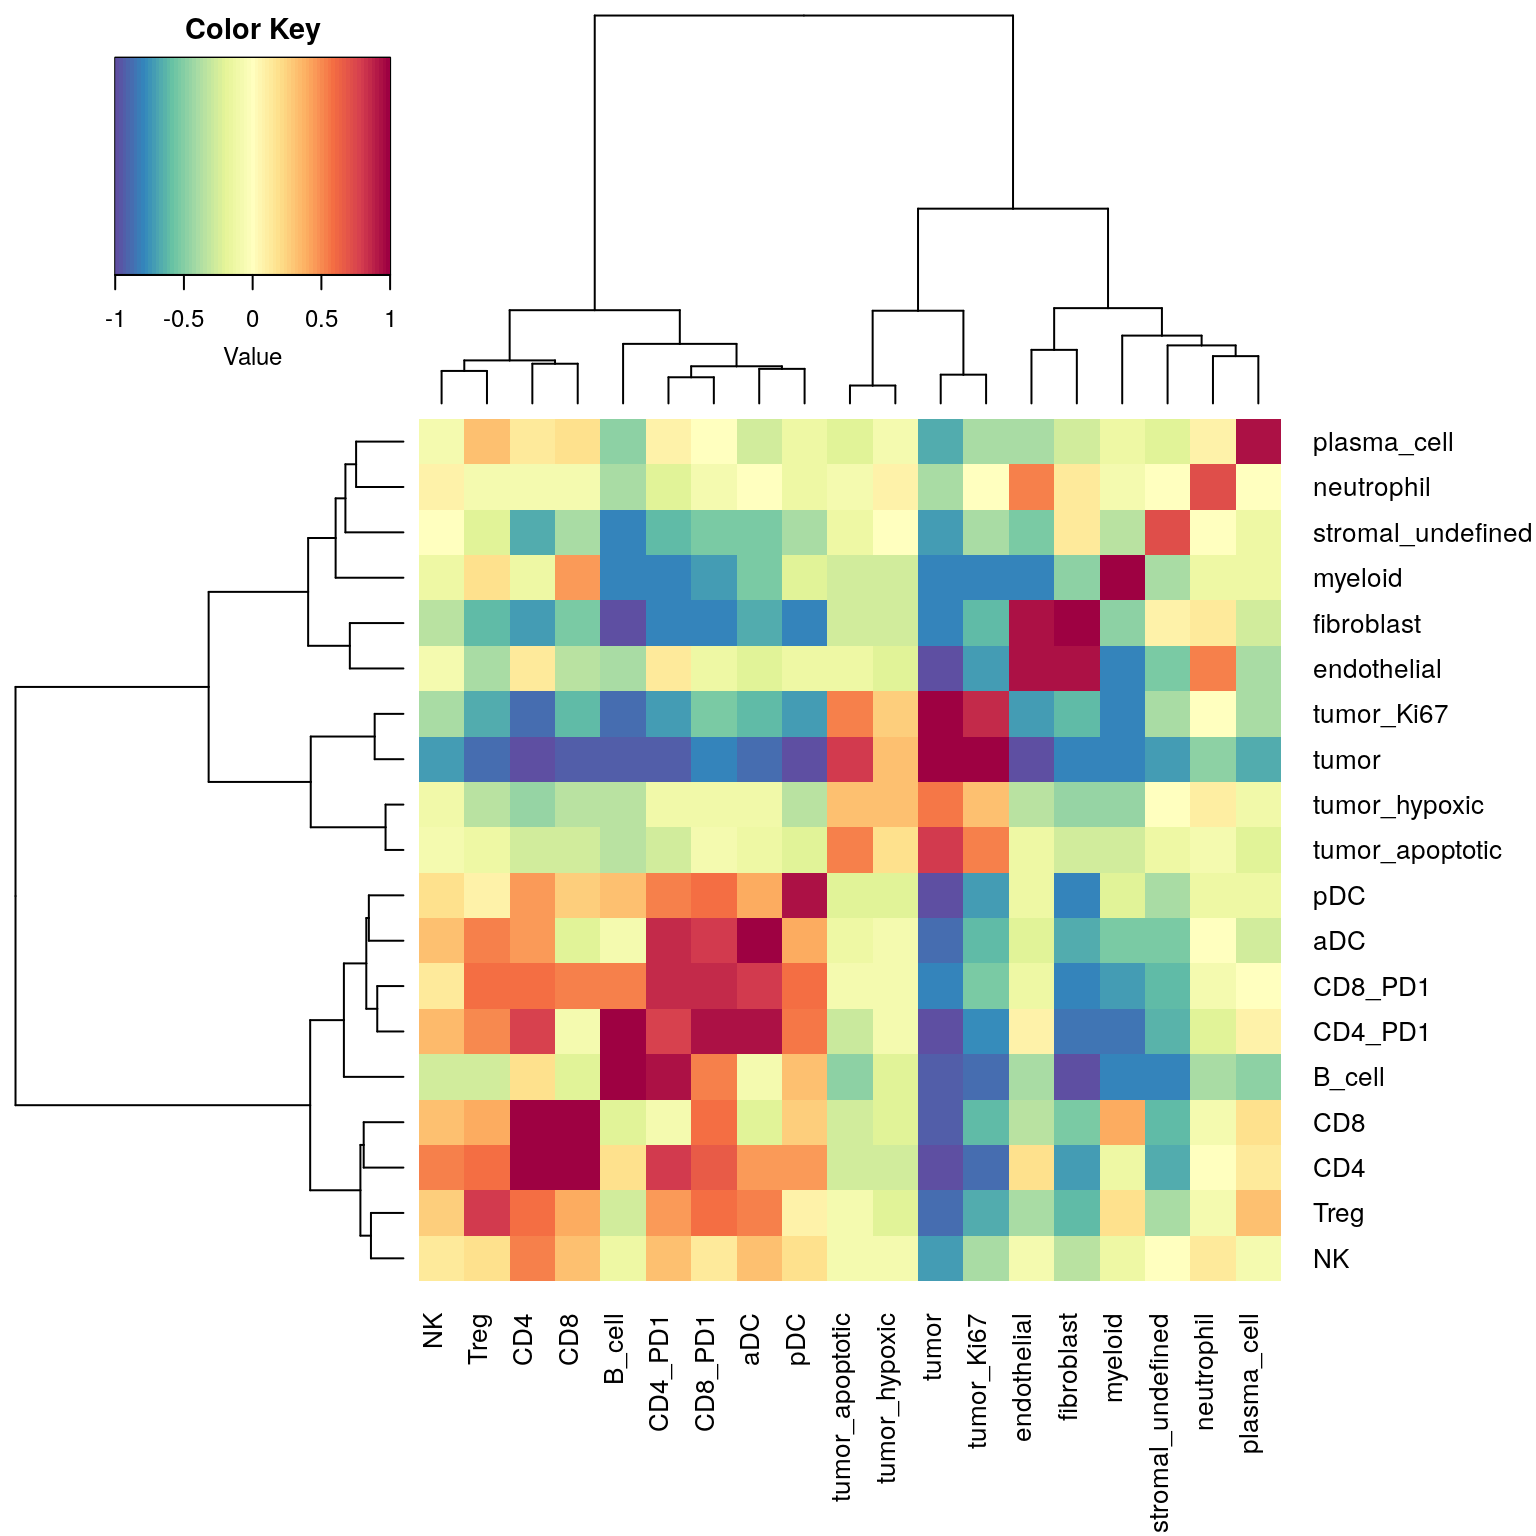 Color Key
-1 -0.5 0 0.5 1
Value
plasma_cell
neutrophil
stromal_undefined
myeloid
fibroblast
endothelial
tumor_Ki67
tumor
tumor_hypoxic
tumor_apoptotic
pDC
aDC
CD8_PD1
CD4_PD1
B_cell
CD8
CD4
Treg
NK
NK
Treg
CD4
CD8
B_cell
CD4_PD1
CD8_PD1
aDC
pDC
tumor_apoptotic
tumor_hypoxic
tumor
tumor_Ki67
endothelial
fibroblast
myeloid
stromal_undefined
neutrophil
plasma_cell